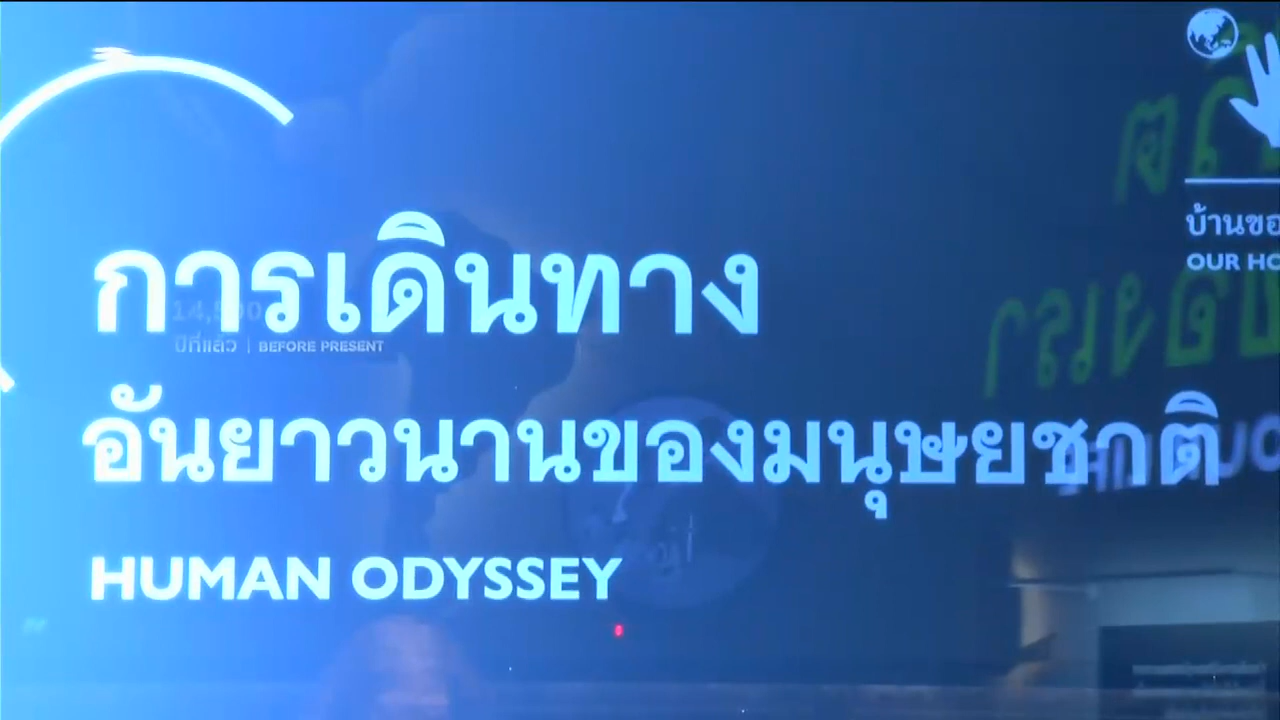 การเดินทาง
อันยาวนานของมนุษยชาติ
HUMAN ODYSSEY
14,500
ปีที่แล้ว | BEFORE PRESENT
บ้านของ
OUR HO